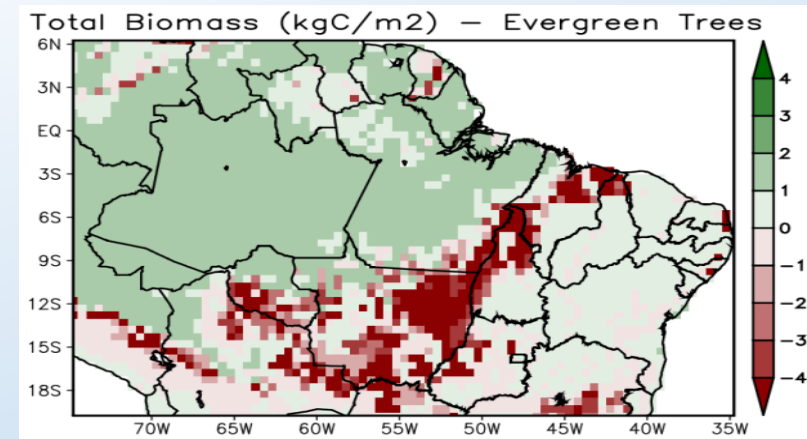 Total Biomass (kgC/m2) – Evergreen Trees
6N
3N
EQ
3S
6S
9S
12S
15S
18S
70W 65W 60W 55W 50W 45W 40W 35W
4
3
2
1
0
−1
−2
−3
−4